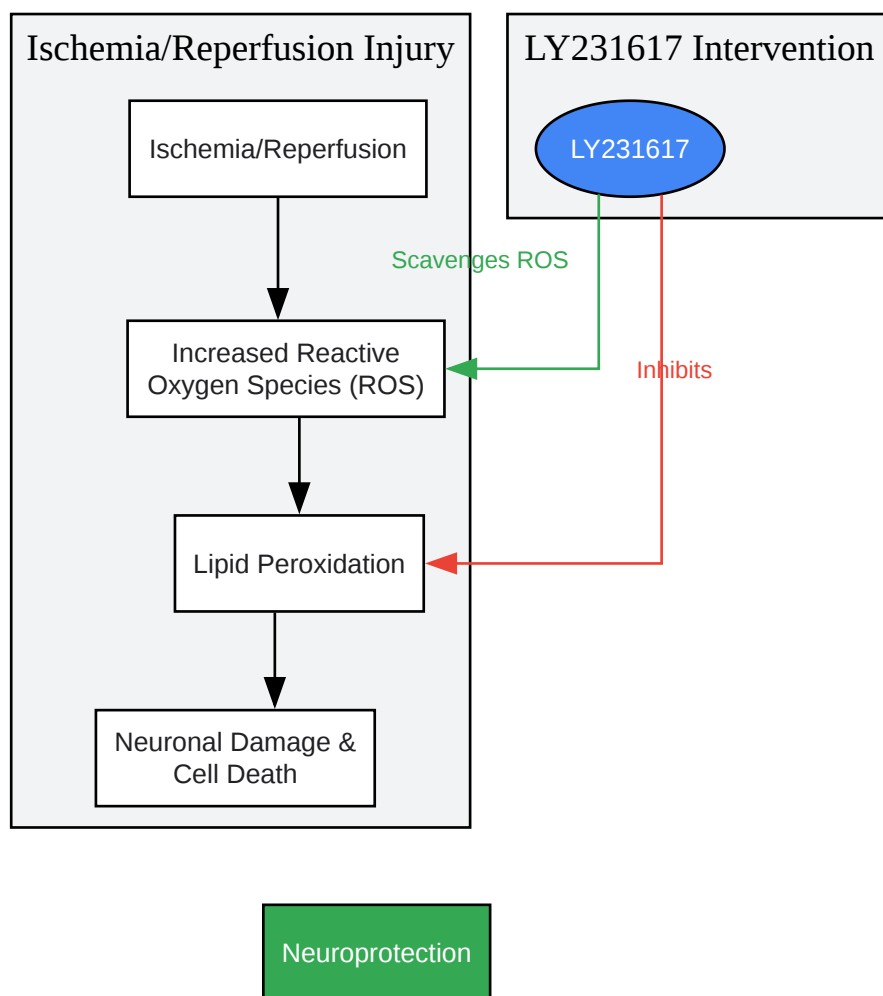 Ischemia/Reperfusion Injury
LY231617 Intervention
Ischemia/Reperfusion
LY231617
Scavenges ROS
Increased Reactive
Oxygen Species (ROS)
Inhibits
Lipid Peroxidation
Neuronal Damage &
Cell Death
Neuroprotection